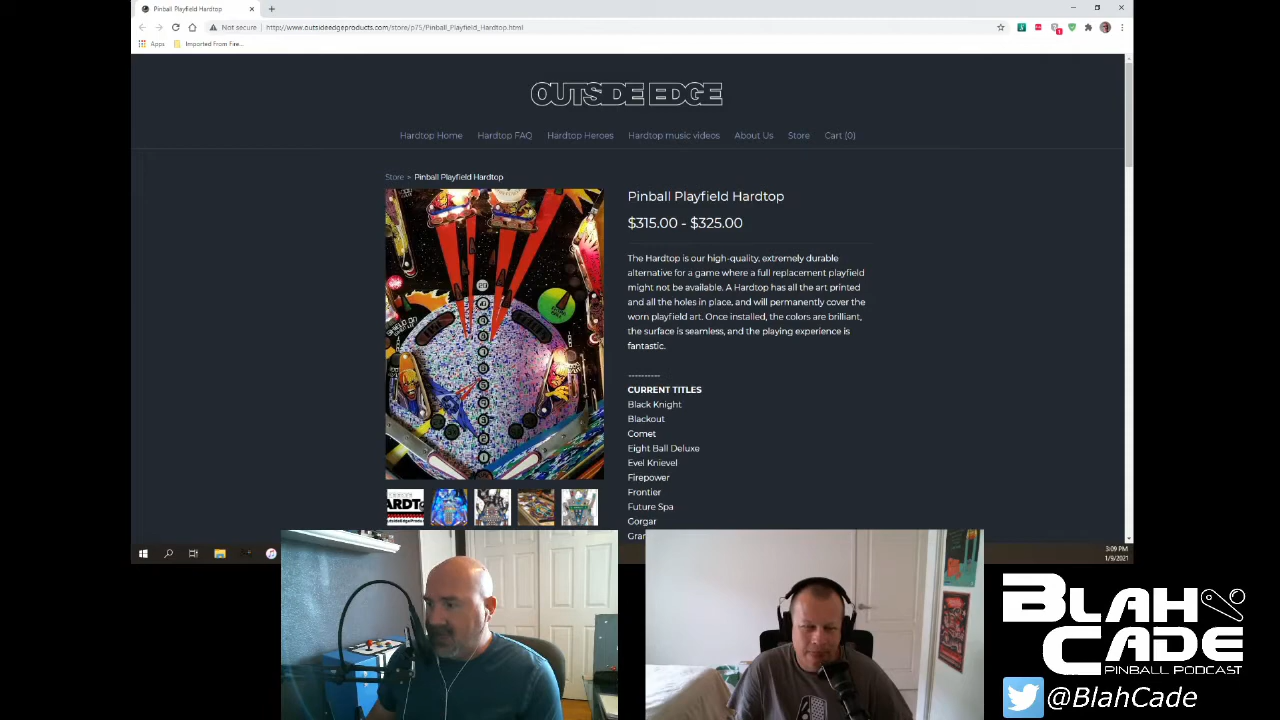 Pinball Playfield Hardtop
Not secure
http://www.outsideedgeproducts.com/store/p75/Pinball_Playfield_Hardtop.html
Apps
Imported From Fire...
OUTSIDE EDGE
Hardtop Home
Hardtop FAQ
Hardtop Heroes
Hardtop music videos
About Us
Store
Cart (0)
Store > Pinball Playfield Hardtop
Pinball Playfield Hardtop
$315.00 - $325.00
The Hardtop is our high-quality, extremely durable
alternative for a game where a full replacement playfield
might not be available. A Hardtop has all the art printed
and all the holes in place, and will permanently cover the
worn playfield art. Once installed, the colors are brilliant,
the surface is seamless, and the playing experience is
fantastic.
----------
CURRENT TITLES
Black Knight
Blackout
Comet
Eight Ball Deluxe
Evel Knievel
Firepower
Frontier
Future Spa
Gorgar
3:09 PM
1/9/2021
BLAH
CADE
PINBALL PODCAST
@BlahCade